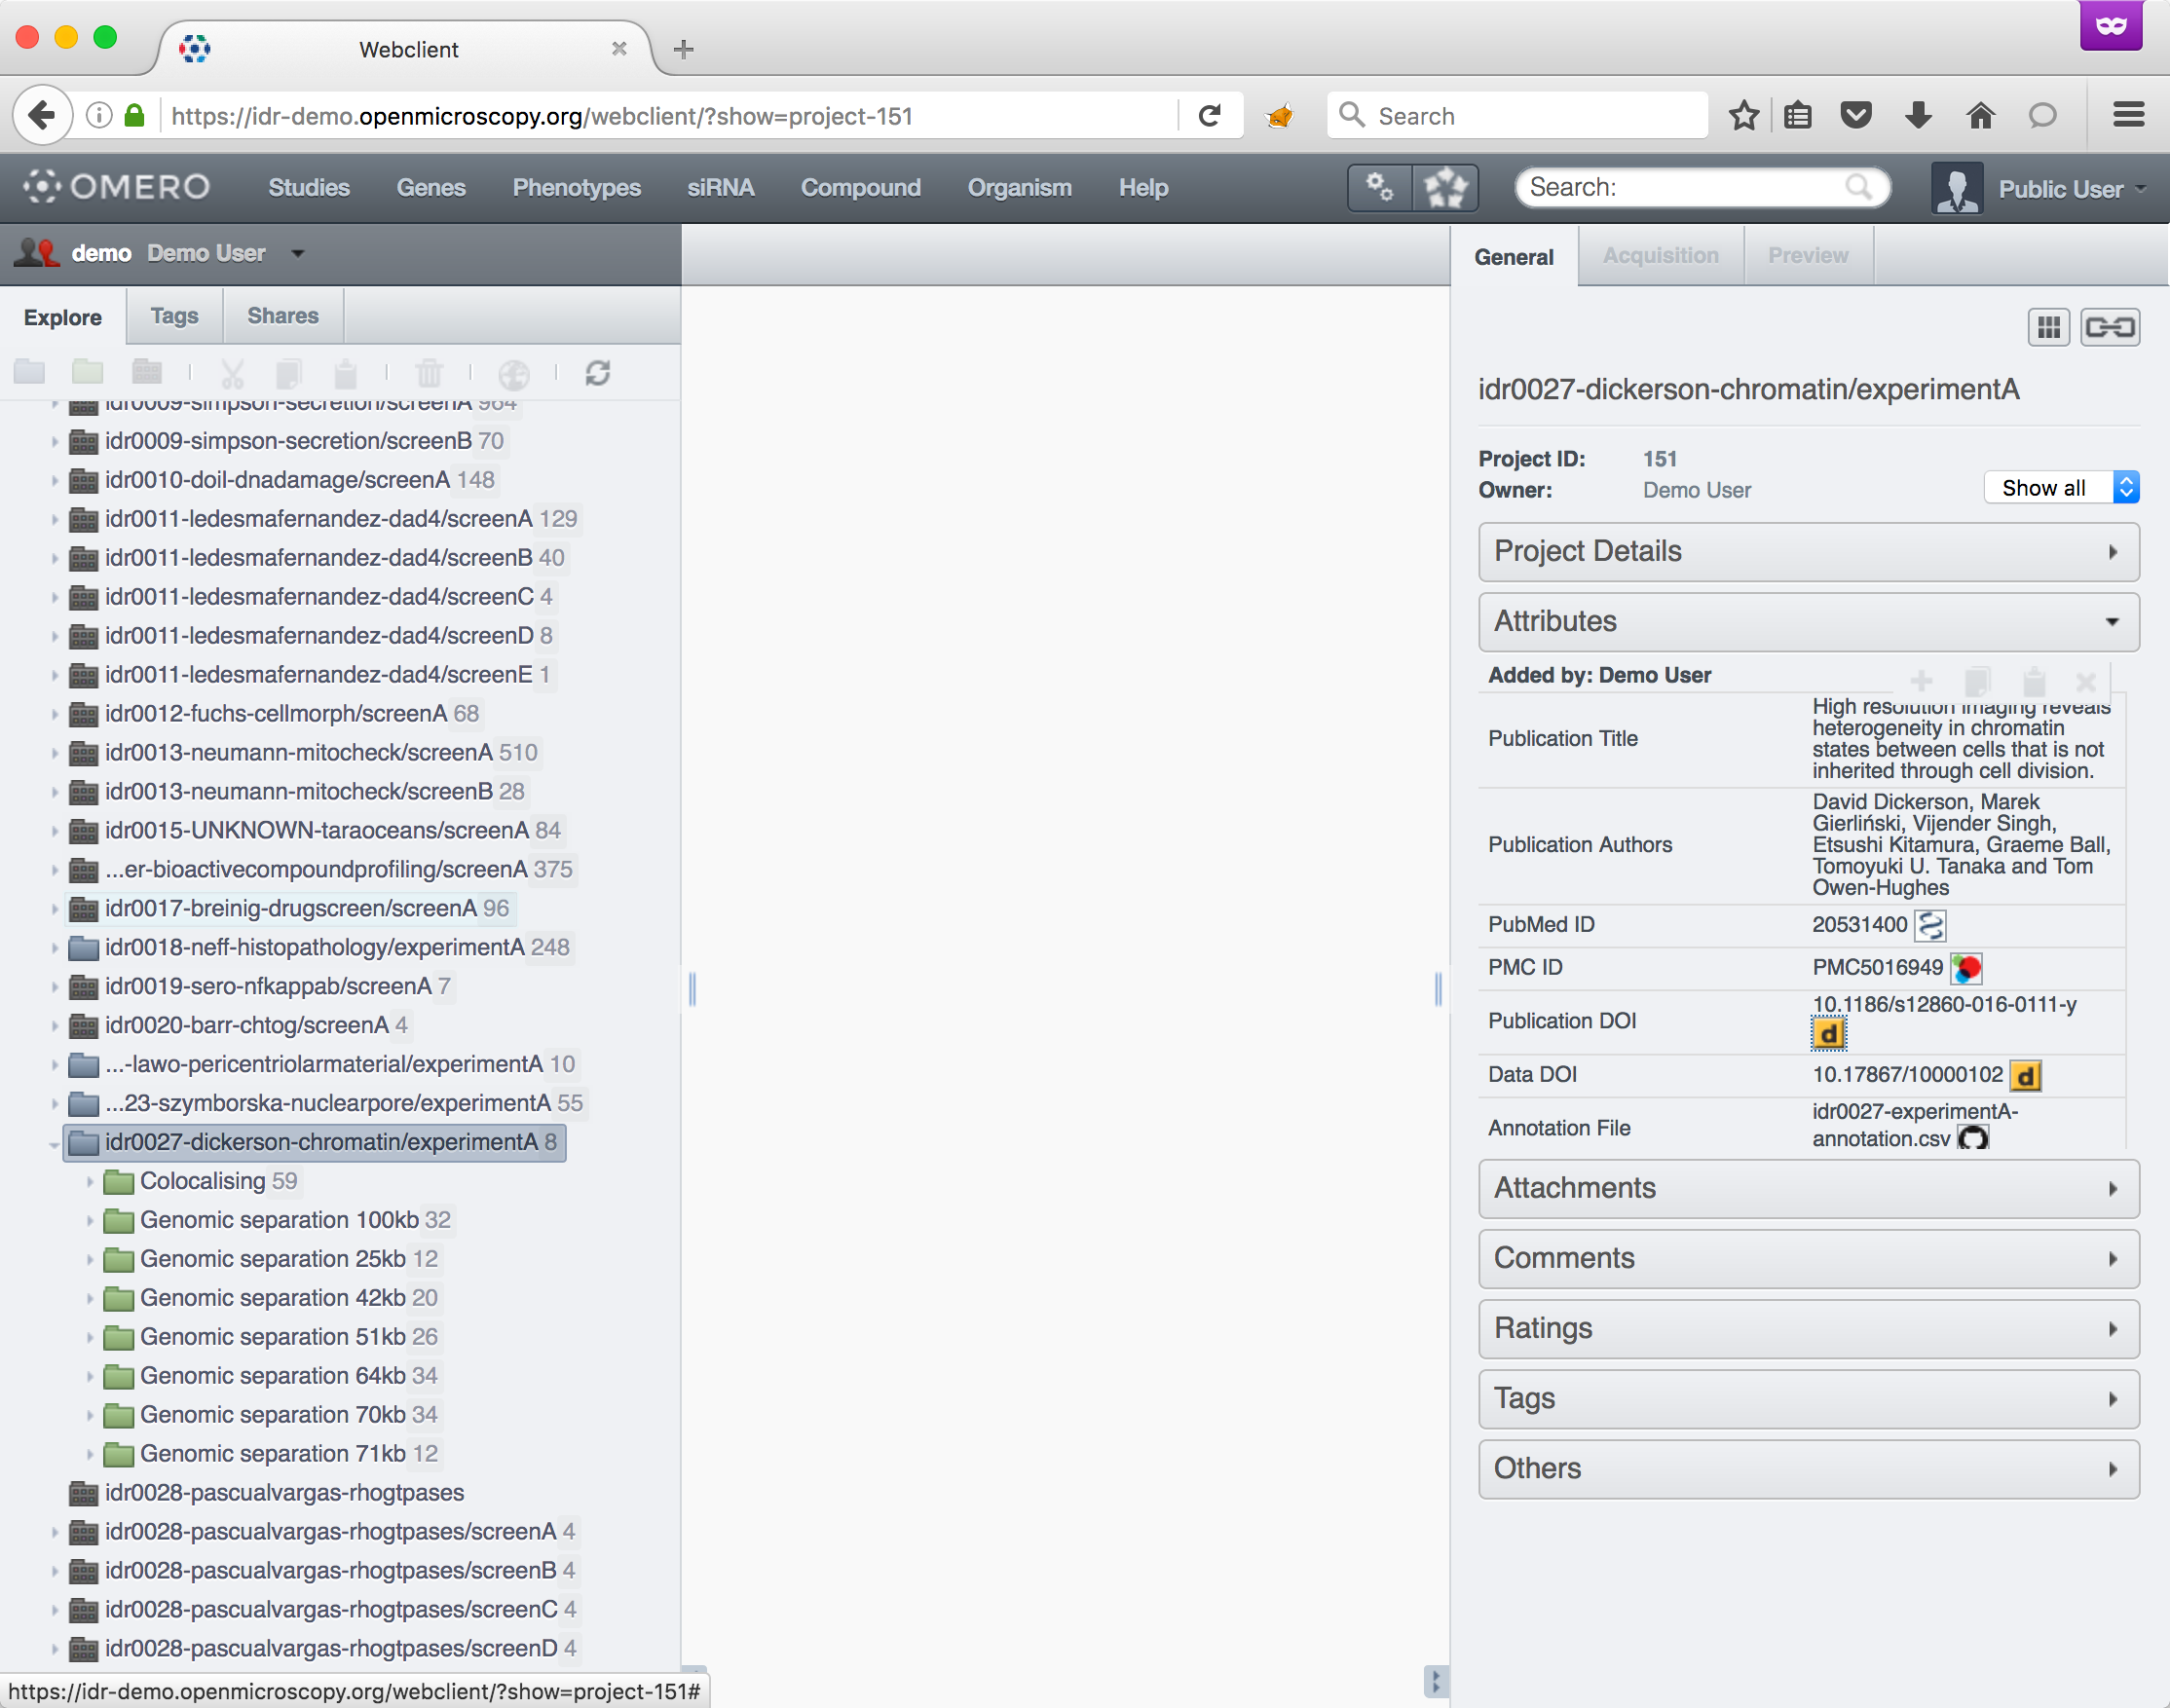 Webclient
https://idr-demo.openmicroscopy.org/webclient/?show=project-151
Search
OMERO
Studies
Genes
Phenotypes
siRNA
Compound
Organism
Help
Search:
Public User
demo Demo User
Explore
Tags
Shares
idr0009-simpson-secretion/screenA 964
idr0009-simpson-secretion/screenB 70
idr0010-doil-dnadamage/screenA 148
idr0011-ledesmafernandez-dad4/screenA 129
idr0011-ledesmafernandez-dad4/screenB 40
idr0011-ledesmafernandez-dad4/screenC 4
idr0011-ledesmafernandez-dad4/screenD 8
idr0011-ledesmafernandez-dad4/screenE 1
idr0012-fuchs-cellmorph/screenA 68
idr0013-neumann-mitocheck/screenA 510
idr0013-neumann-mitocheck/screenB 28
idr0015-UNKNOWN-taraoceans/screenA 84
...er-bioactivecompoundprofiling/screenA 375
idr0017-breinig-drugscreen/screenA 96
idr0018-neff-histopathology/experimentA 248
idr0019-sero-nfkappab/screenA 7
idr0020-barr-chtog/screenA 4
...-lawo-pericentriolarmaterial/experimentA 10
...23-szymborska-nuclearpore/experimentA 55
idr0027-dickerson-chromatin/experimentA 8
Colocalising 59
Genomic separation 100kb 32
Genomic separation 25kb 12
Genomic separation 42kb 20
Genomic separation 51kb 26
Genomic separation 64kb 34
Genomic separation 70kb 34
Genomic separation 71kb 12
idr0028-pascualvargas-rhogtpases
idr0028-pascualvargas-rhogtpases/screenA 4
idr0028-pascualvargas-rhogtpases/screenB 4
idr0028-pascualvargas-rhogtpases/screenC 4
idr0028-pascualvargas-rhogtpases/screenD 4
https://idr-demo.openmicroscopy.org/webclient/?show=project-151#
General
Acquisition
Preview
idr0027-dickerson-chromatin/experimentA
Project ID: 151
Owner: Demo User
Show all
Project Details
Attributes
Added by: Demo User
Publication Title
High resolution imaging reveals
heterogeneity in chromatin
states between cells that is not
inherited through cell division.
Publication Authors
David Dickerson, Marek
Gierliński, Vijender Singh,
Etsushi Kitamura, Graeme Ball,
Tomoyuki U. Tanaka and Tom
Owen-Hughes
PubMed ID
20531400
PMC ID
PMC5016949
Publication DOI
10.1186/s12860-016-0111-y
d
Data DOI
10.17867/10000102 d
Annotation File
idr0027-experimentA-
annotation.csv
Attachments
Comments
Ratings
Tags
Others